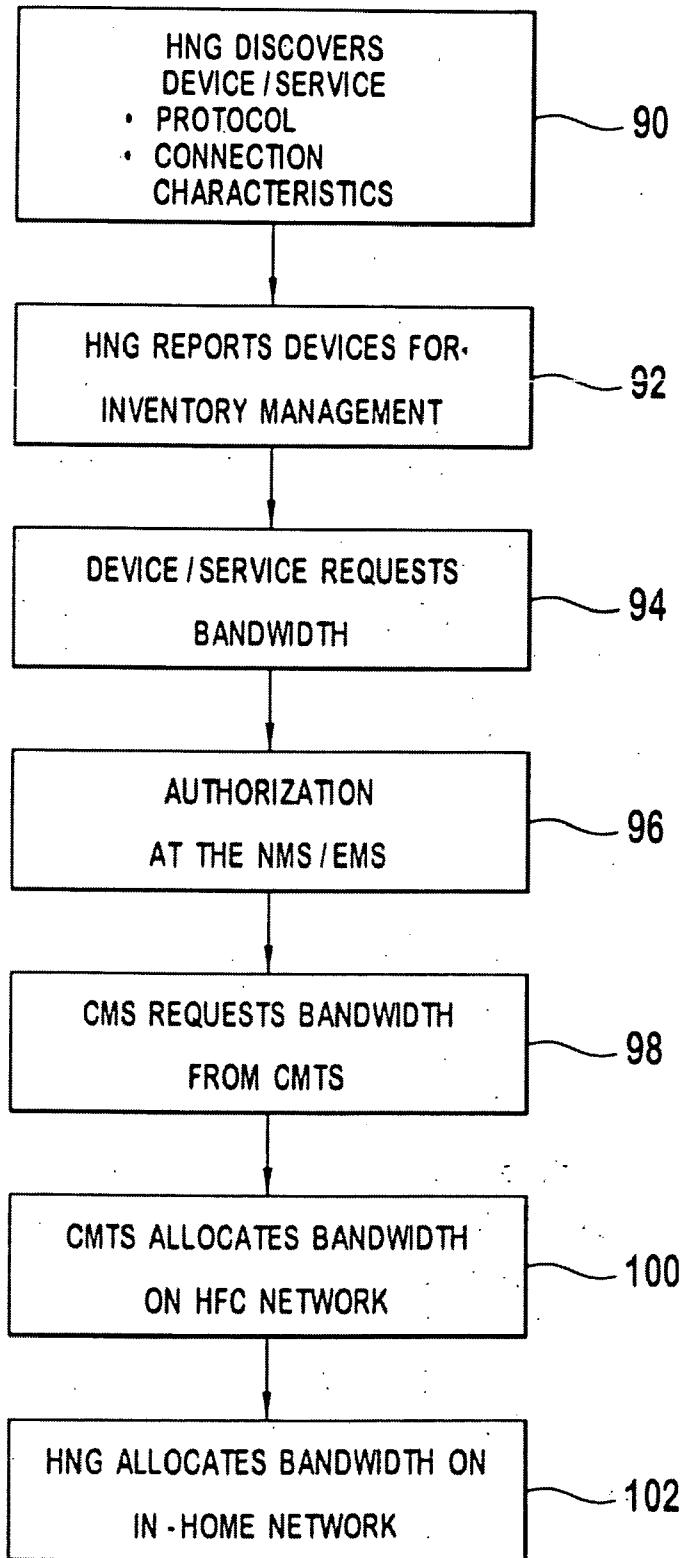 HNG DISCOVERS
DEVICE / SERVICE
• PROTOCOL
• CONNECTION
CHARACTERISTICS
90
HNG REPORTS DEVICES FOR
INVENTORY MANAGEMENT
92
DEVICE / SERVICE REQUESTS
BANDWIDTH
94
AUTHORIZATION
AT THE NMS / EMS
96
CMS REQUESTS BANDWIDTH
FROM CMTS
98
CMTS ALLOCATES BANDWIDTH
ON HFC NETWORK
100
HNG ALLOCATES BANDWIDTH ON
IN - HOME NETWORK
102